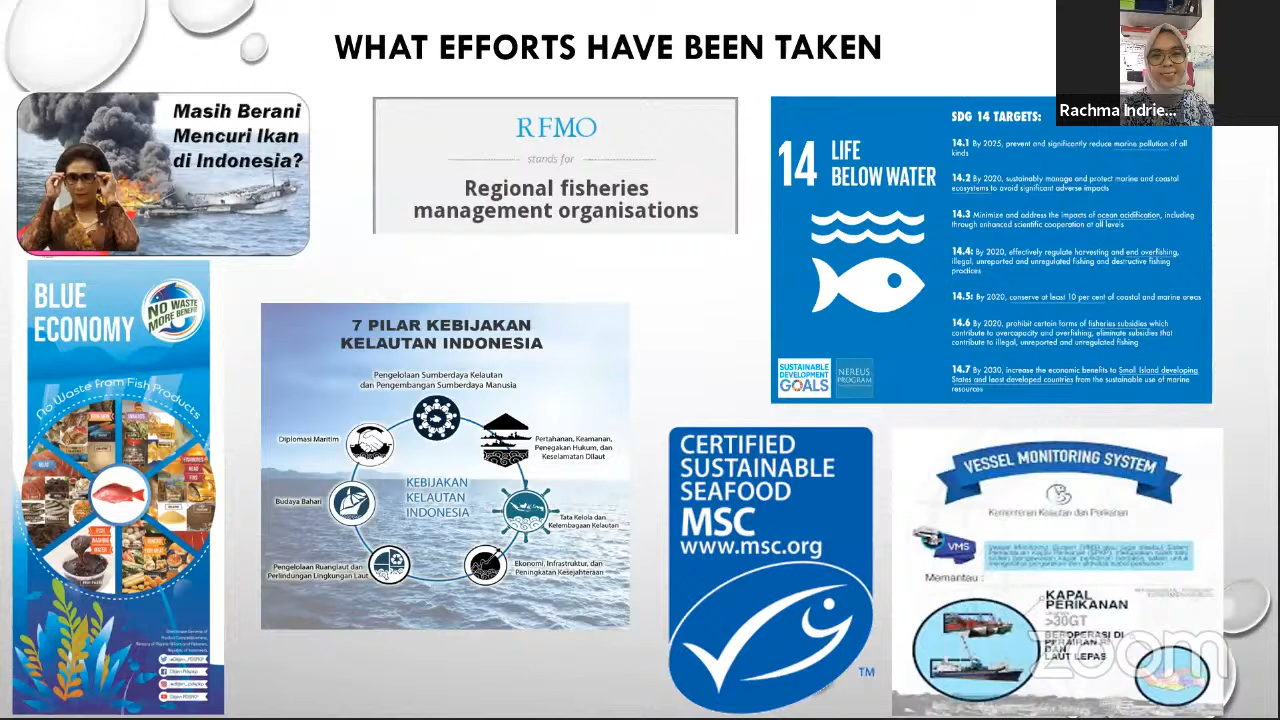 WHAT EFFORTS HAVE BEEN TAKEN
Rachma Indrie...
Masih Berani
Mencuri Ikan
di Indonesia?
RFMO
stands for
Regional fisheries
management organisations
14
LIFE
BELOW WATER
SUSTAINABLE
DEVELOPMENT
GOALS
NEREUS
PROGRAM
SDG 14 TARGETS:
14.1 By 2025, prevent and significantly reduce marine pollution of all
kinds
14.2 By 2020, sustainably manage and protect marine and coastal
ecosystems to avoid significant adverse impacts
14.3 Minimize and address the impacts of ocean acidification, including
through enhanced scientific cooperation at all levels
14.4: By 2020, effectively regulate harvesting and end overfishing,
illegal, unreported and unregulated fishing and destructive fishing
practices
14.5: By 2020, conserve at least 10 per cent of coastal and marine areas
14.6 By 2020, prohibit certain forms of fisheries subsidies which
contribute to overcapacity and overfishing, eliminate subsidies that
contribute to illegal, unreported and unregulated fishing
14.7 By 2030, increase the economic benefits to Small Island developing
States and least developed countries from the sustainable use of marine
resources
BLUE
ECONOMY
NO WASTE
MORE BENEFIT
No Waste from Fish Products
7 PILAR KEBIJAKAN
KELAUTAN INDONESIA
Pengelolaan Sumberdaya Kelautan
dan Pengembangan Sumberdaya Manusia
Diplomasi Maritim
Pertahanan, Keamanan,
Penegakan Hukum, dan
Keselamatan Dilaut
KEBIJAKAN
KELAUTAN
INDONESIA
Budaya Bahari
Tata Kelola dan
Kelembagaan Kelautan
Pengelolaan Ruanglaut dan
Perlindungan Lingkungan Laut
Ekonomi, Infrastruktur, dan
Peningkatan Kesejahteraan
CERTIFIED
SUSTAINABLE
SEAFOOD
MSC
www.msc.org
TM
VESSEL MONITORING SYSTEM
Kementerian Kelautan dan Perikanan
VMS
Memantau :
KAPAL
PERIKANAN
>30GT
BEROPERASI DI
PERAIRAN RI
DAN
LAUT LEPAS
zoom